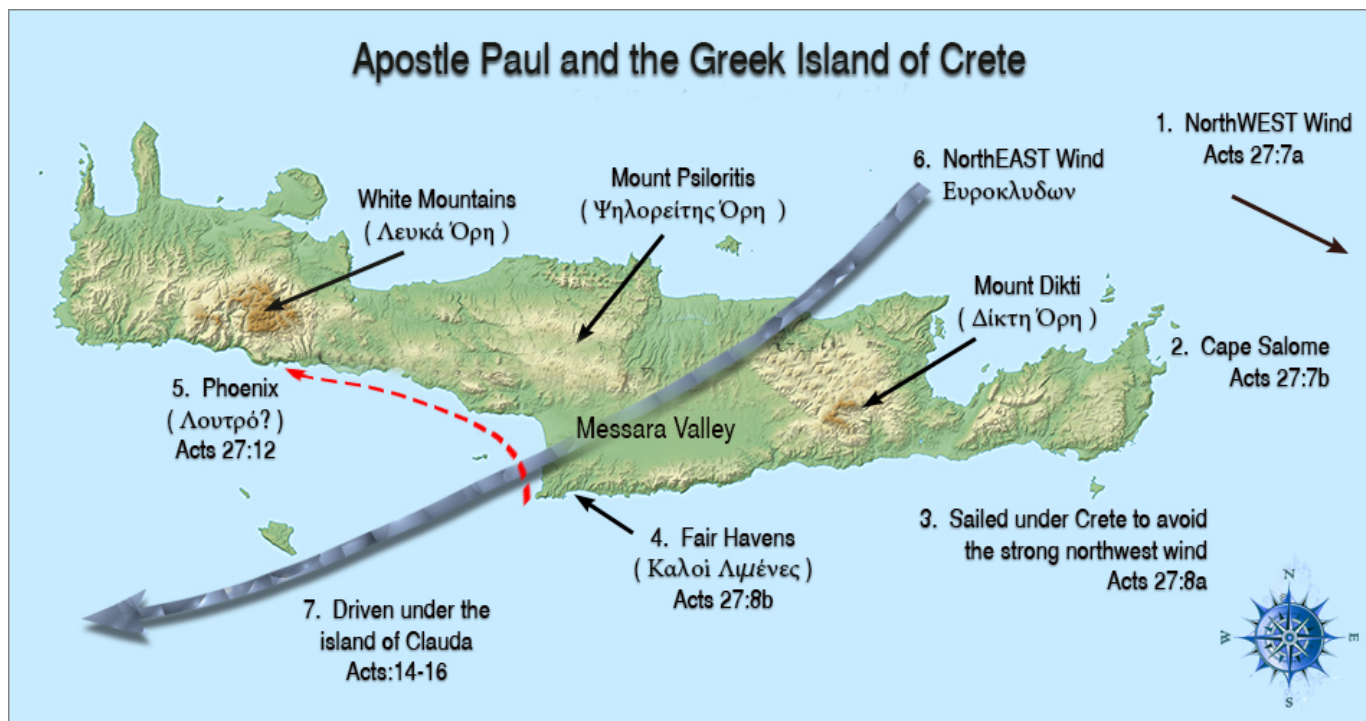 Apostle Paul and the Greek Island of Crete
1. NorthWEST Wind
Acts 27:7a
6. NorthEAST Wind
Ευροκλυδων
Mount Psiloritis
( Ψηλορείτης Όρη )
White Mountains
( Λευκά Όρη )
Mount Dikti
( Δίκτη Όρη )
2. Cape Salome
Acts 27:7b
5. Phoenix
( Λουτρό? )
Acts 27:12
Messara Valley
3. Sailed under Crete to avoid
the strong northwest wind
Acts 27:8a
4. Fair Havens
( Καλοὶ Λιμένες )
Acts 27:8b
7. Driven under the
island of Clauda
Acts:14-16
N
W
E
S